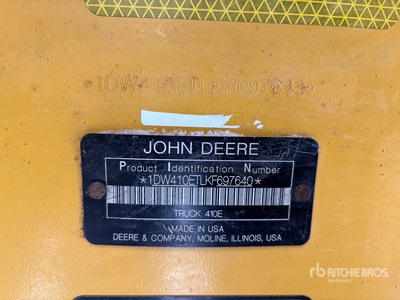 *1DW410ETLKF697640*
JOHN DEERE
Product Identification Number
*1DW410ETLKF697640*
TRUCK 410E
MADE IN USA
DEERE & COMPANY, MOLINE, ILLINOIS, USA
rb RITCHIE BROS